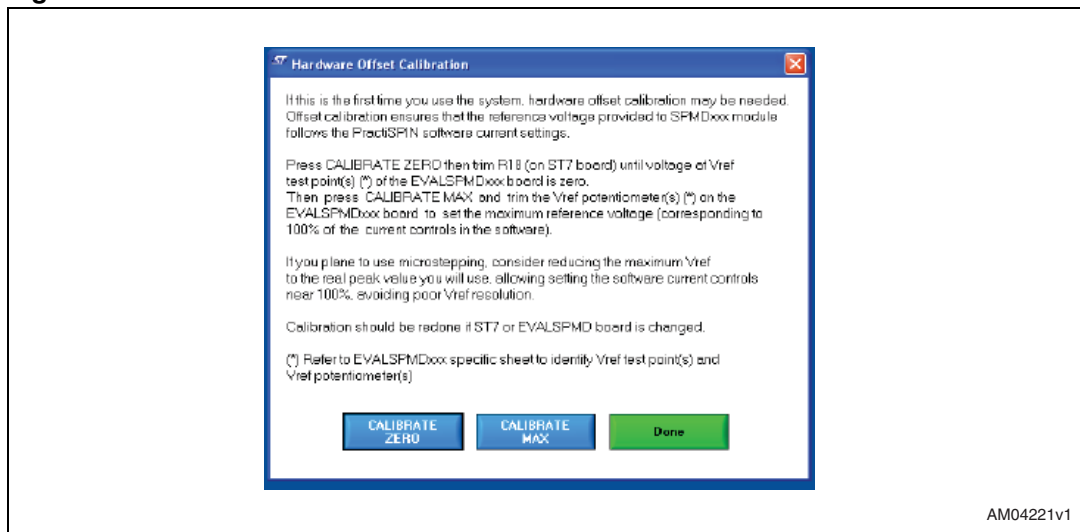 Hardware Offset Calibration
If this is the first time you use the system, hardware offset calibration may be needed.
Offset calibration ensures that the reference voltage provided to SPMDxxx module
follows the PractiSPIN software current settings.
Press CALIBRATE ZERO then trim R18 (on ST7 board) until voltage at Vref
test point(s) (*) of the EVALSPMDxxx board is zero.
Then press CALIBRATE MAX and trim the Vref potentiometer(s) (*) on the
EVALSPMDxxx board to set the maximum reference voltage (corresponding to
100% of the current controls in the software).
If you plane to use microstepping, consider reducing the maximum Vref
to the real peak value you will use, allowing setting the software current controls
near 100%, avoiding poor Vref resolution.
Calibration should be redone if ST7 or EVALSPMD board is changed.
(*) Refer to EVALSPMDxxx specific sheet to identify Vref test point(s) and
Vref potentiometer(s)
CALIBRATE
ZERO
CALIBRATE
MAX
Done
AM04221v1